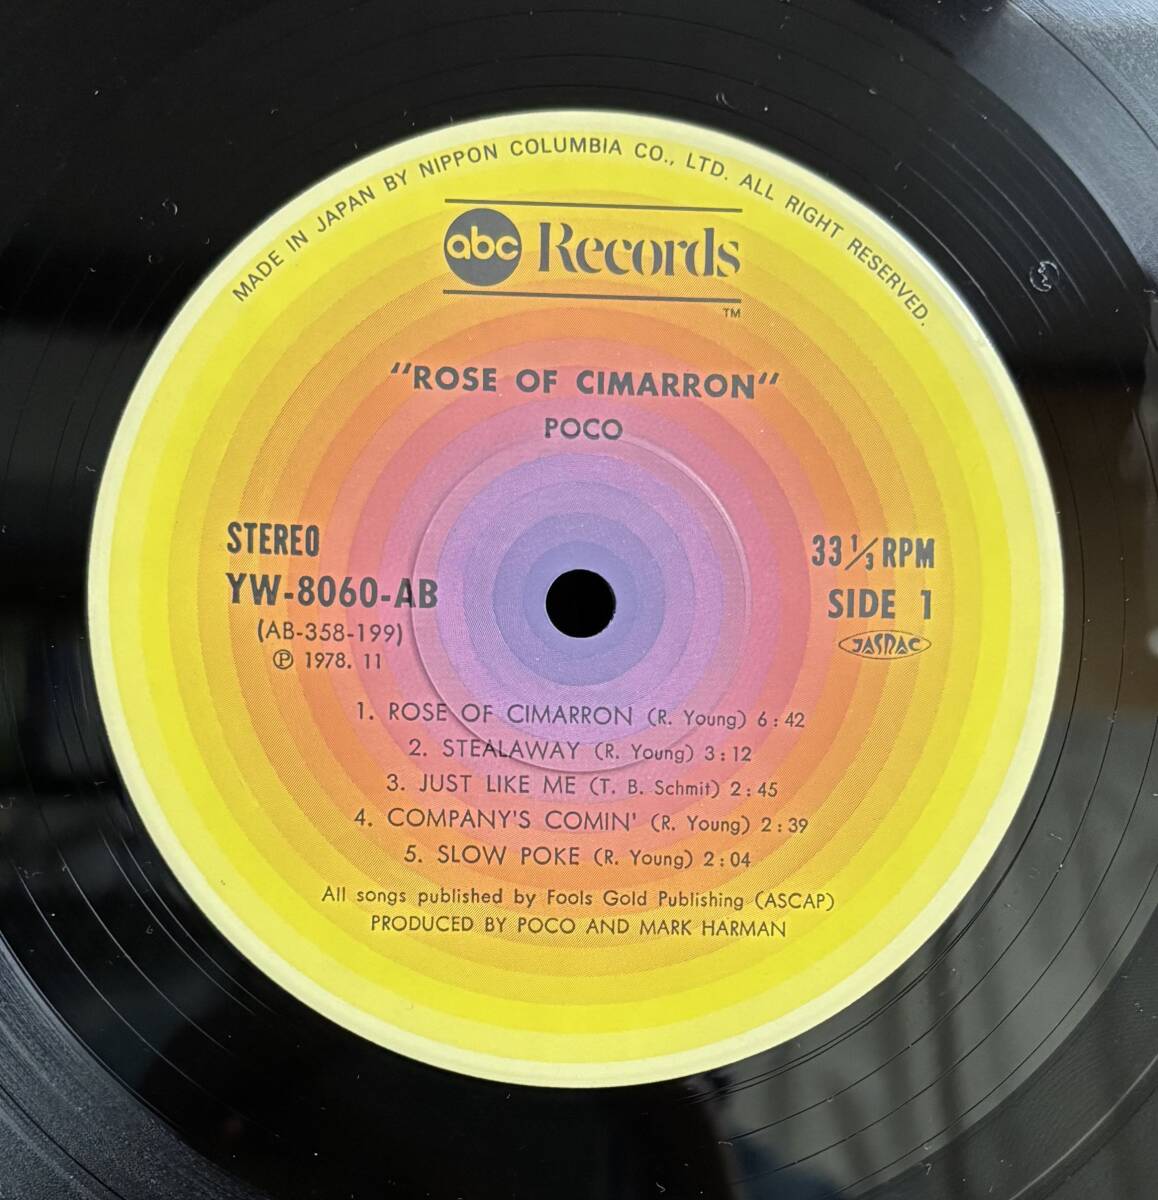 MADE IN JAPAN BY NIPPON COLUMBIA CO., LTD. ALL RIGHT RESERVED.
abc Records
TM
"ROSE OF CIMARRON"
POCO
STEREO
YW-8060-AB
(AB-358-199)
Ⓟ 1978. 11
33 1/3 RPM
SIDE 1
JASRAC
1. ROSE OF CIMARRON (R. Young) 6:42
2. STEALAWAY (R. Young) 3:12
3. JUST LIKE ME (T. B. Schmit) 2:45
4. COMPANY'S COMIN' (R. Young) 2:39
5. SLOW POKE (R. Young) 2:04
All songs published by Fools Gold Publishing (ASCAP)
PRODUCED BY POCO AND MARK HARMAN